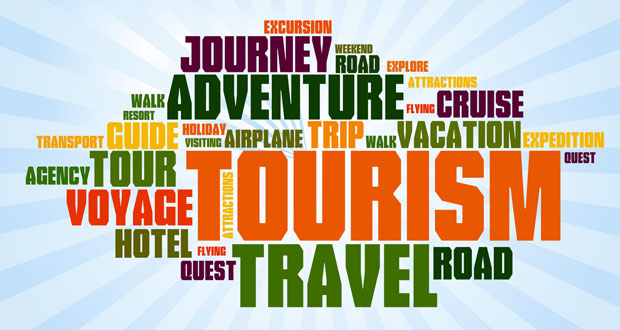 EXCURSION
JOURNEY WEEKEND ROAD EXPLORE
ADVENTURE ATTRACTIONS
WALK FLYING CRUISE
RESORT
TRANSPORT GUIDE HOLIDAY VISITING AIRPLANE TRIP WALK VACATION EXPEDITION
QUEST
AGENCY TOUR ATTRACTIONS TOURISM
VOYAGE
HOTEL FLYING
QUEST TRAVEL ROAD